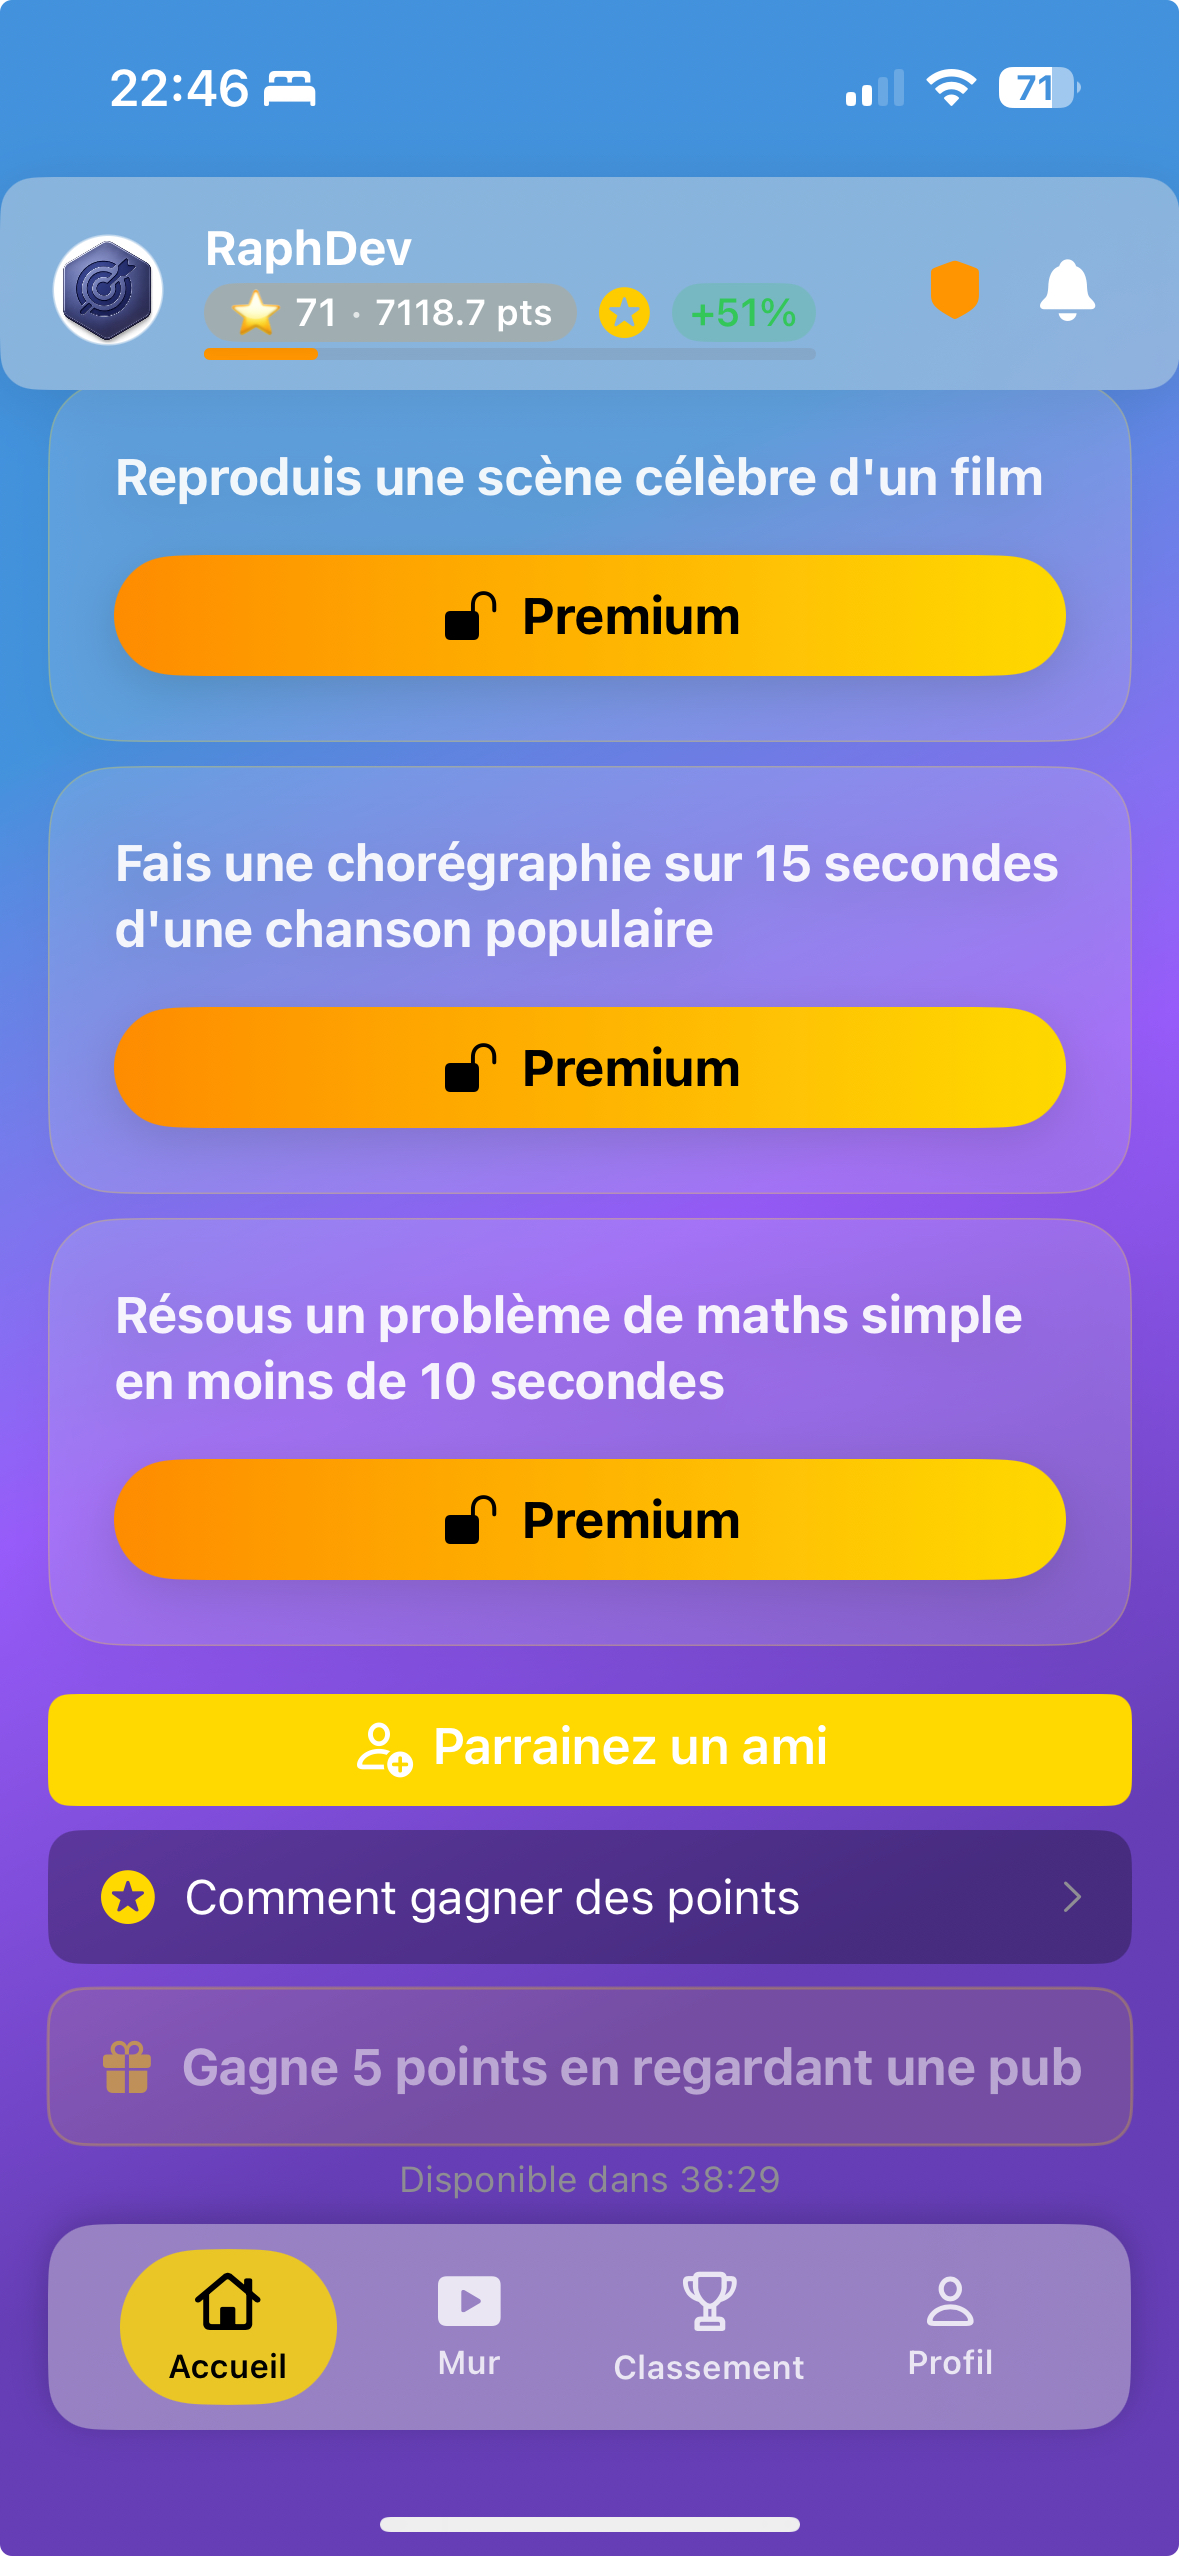 22:46
71
RaphDev
71 · 7118.7 pts
+51%
Reproduis une scène célèbre d'un film
Premium
Fais une chorégraphie sur 15 secondes
d'une chanson populaire
Premium
Résous un problème de maths simple
en moins de 10 secondes
Premium
Parrainez un ami
Comment gagner des points
Gagne 5 points en regardant une pub
Disponible dans 38:29
Accueil
Mur
Classement
Profil